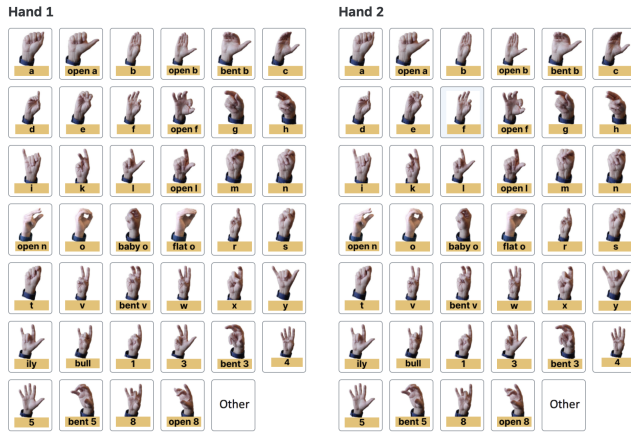 Hand 1
a open a b open b bent b c
d e f open f g h
i k l open l m n
open n o baby o flat o r s
t v bent v w x y
ily bull 1 3 bent 3 4
5 bent 5 8 open 8 Other
Hand 2
a open a b open b bent b c
d e f open f g h
i k l open l m n
open n o baby o flat o r s
t v bent v w x y
ily bull 1 3 bent 3 4
5 bent 5 8 open 8 Other